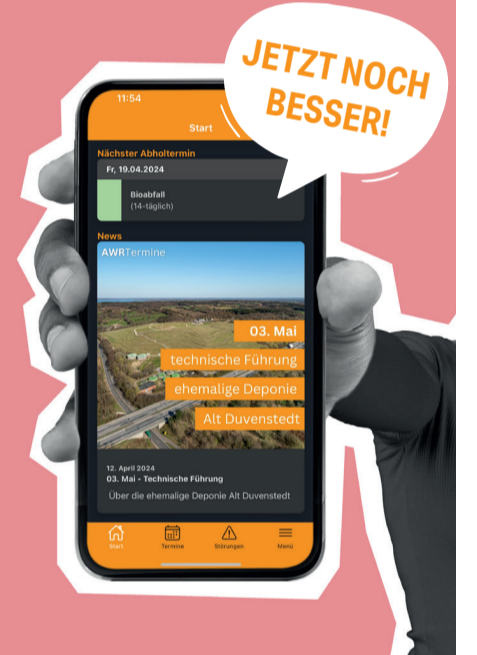 JETZT NOCH
BESSER!
11:54
Start
Nächster Abholtermin
Fr, 19.04.2024
Bioabfall
(14-täglich)
News
AWRTermine
03. Mai
technische Führung
ehemalige Deponie
Alt Duvenstedt
12. April 2024
03. Mai - Technische Führung
Über die ehemalige Deponie Alt Duvenstedt
Start
Termine
Störungen
Menü